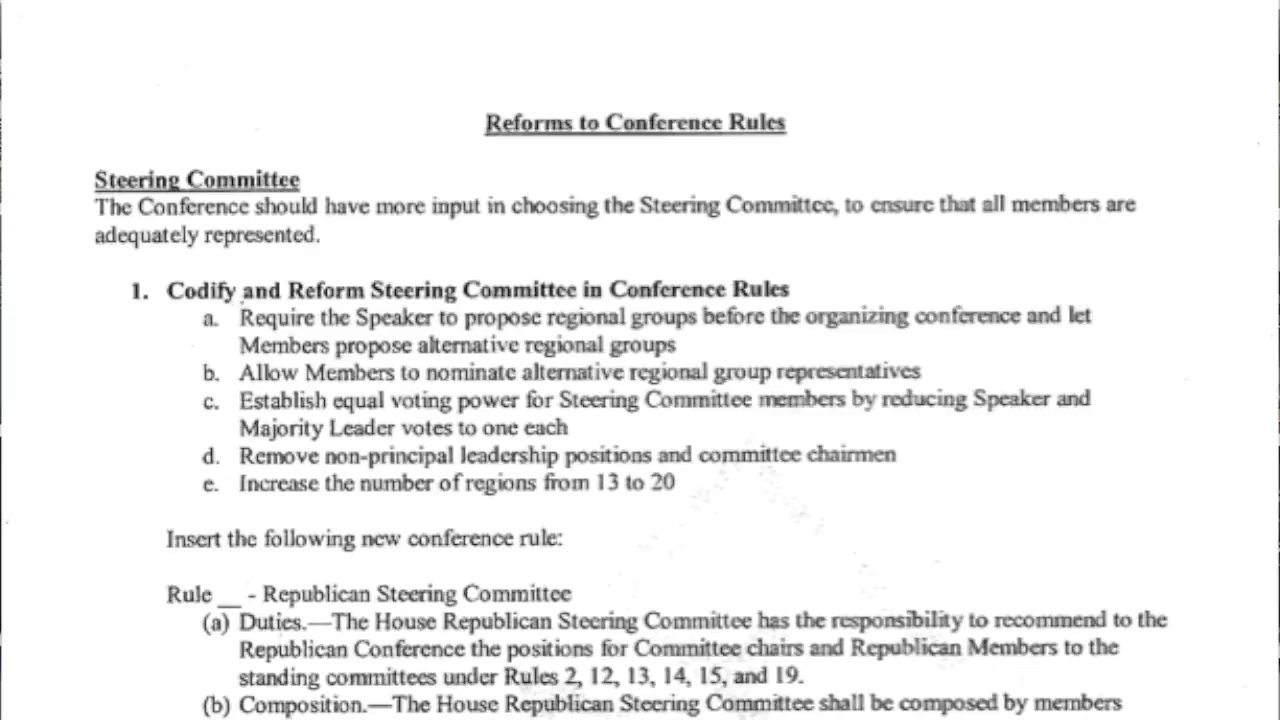 Reforms to Conference Rules
Steering Committee
The Conference should have more input in choosing the Steering Committee, to ensure that all members are
adequately represented.
1. Codify and Reform Steering Committee in Conference Rules
a. Require the Speaker to propose regional groups before the organizing conference and let
Members propose alternative regional groups
b. Allow Members to nominate alternative regional group representatives
c. Establish equal voting power for Steering Committee members by reducing Speaker and
Majority Leader votes to one each
d. Remove non-principal leadership positions and committee chairmen
e. Increase the number of regions from 13 to 20
Insert the following new conference rule:
Rule __ - Republican Steering Committee
(a) Duties.—The House Republican Steering Committee has the responsibility to recommend to the
Republican Conference the positions for Committee chairs and Republican Members to the
standing committees under Rules 2, 12, 13, 14, 15, and 19.
(b) Composition.—The House Republican Steering Committee shall be composed by members